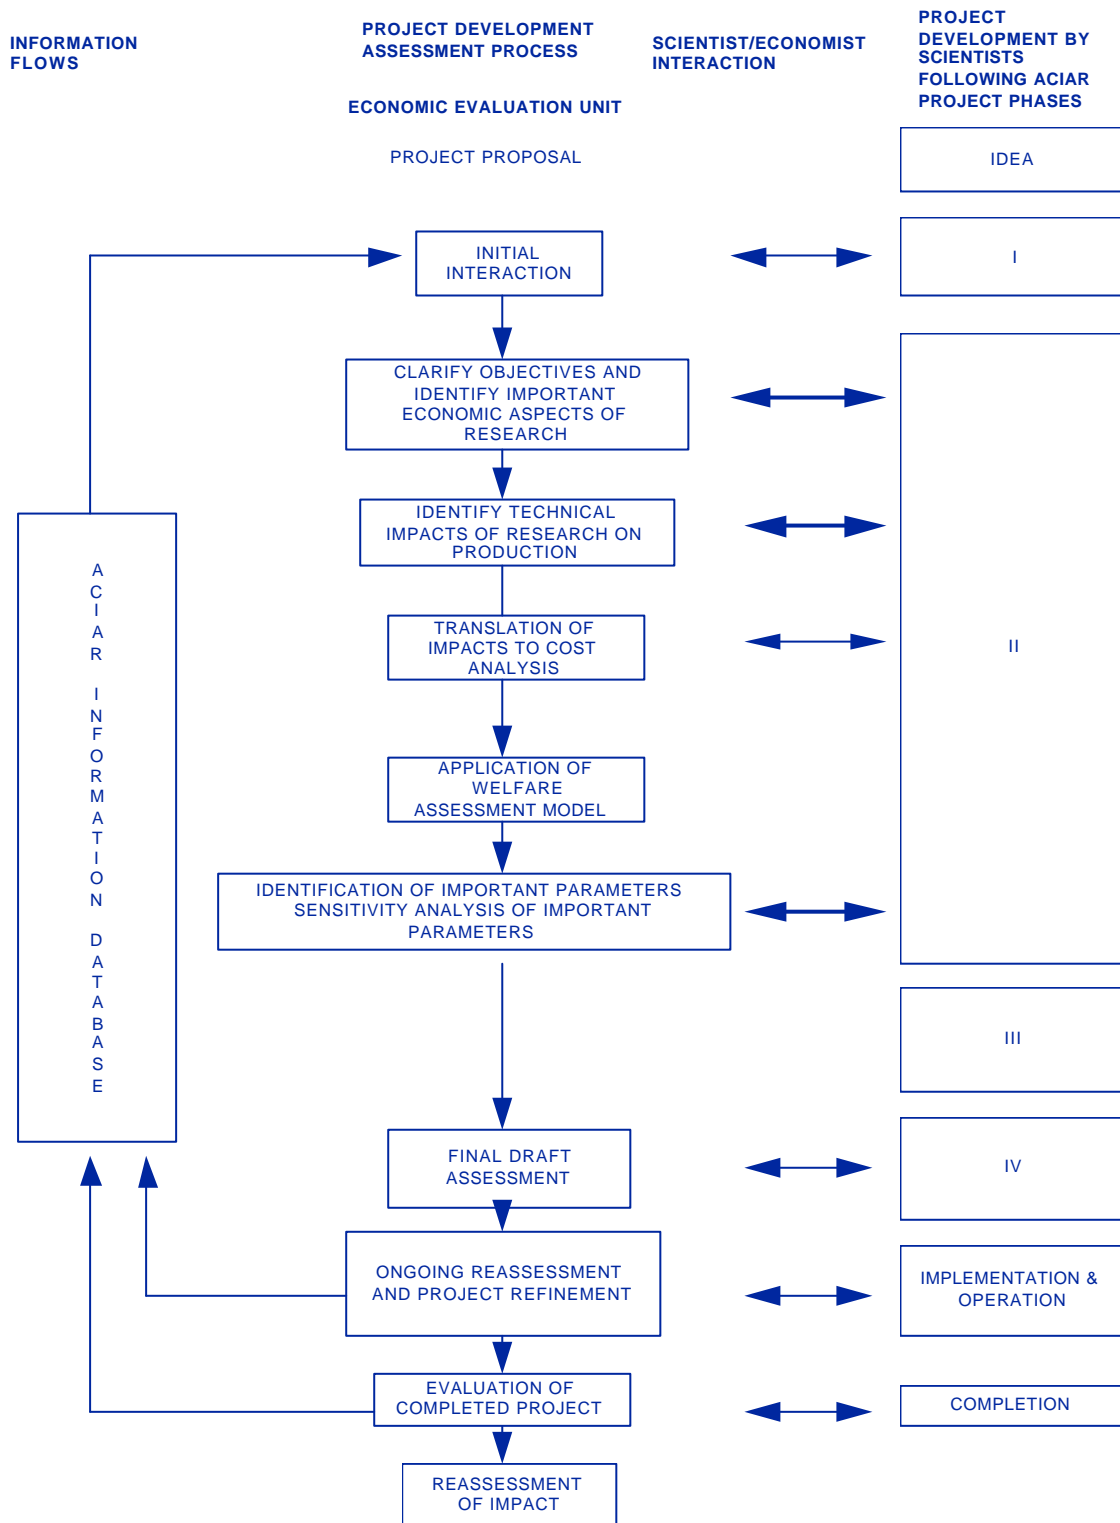 INFORMATION
FLOWS
PROJECT DEVELOPMENT
ASSESSMENT PROCESS
ECONOMIC EVALUATION UNIT
PROJECT PROPOSAL
SCIENTIST/ECONOMIST
INTERACTION
PROJECT
DEVELOPMENT BY
SCIENTISTS
FOLLOWING ACIAR
PROJECT PHASES
IDEA
INITIAL
INTERACTION
I
CLARIFY OBJECTIVES AND
IDENTIFY IMPORTANT
ECONOMIC ASPECTS OF
RESEARCH
IDENTIFY TECHNICAL
IMPACTS OF RESEARCH ON
PRODUCTION
TRANSLATION OF
IMPACTS TO COST
ANALYSIS
II
APPLICATION OF
WELFARE
ASSESSMENT MODEL
IDENTIFICATION OF IMPORTANT PARAMETERS
SENSITIVITY ANALYSIS OF IMPORTANT
PARAMETERS
ACIAR INFORMATION DATABASE
III
FINAL DRAFT
ASSESSMENT
IV
ONGOING REASSESSMENT
AND PROJECT REFINEMENT
IMPLEMENTATION &
OPERATION
EVALUATION OF
COMPLETED PROJECT
COMPLETION
REASSESSMENT
OF IMPACT